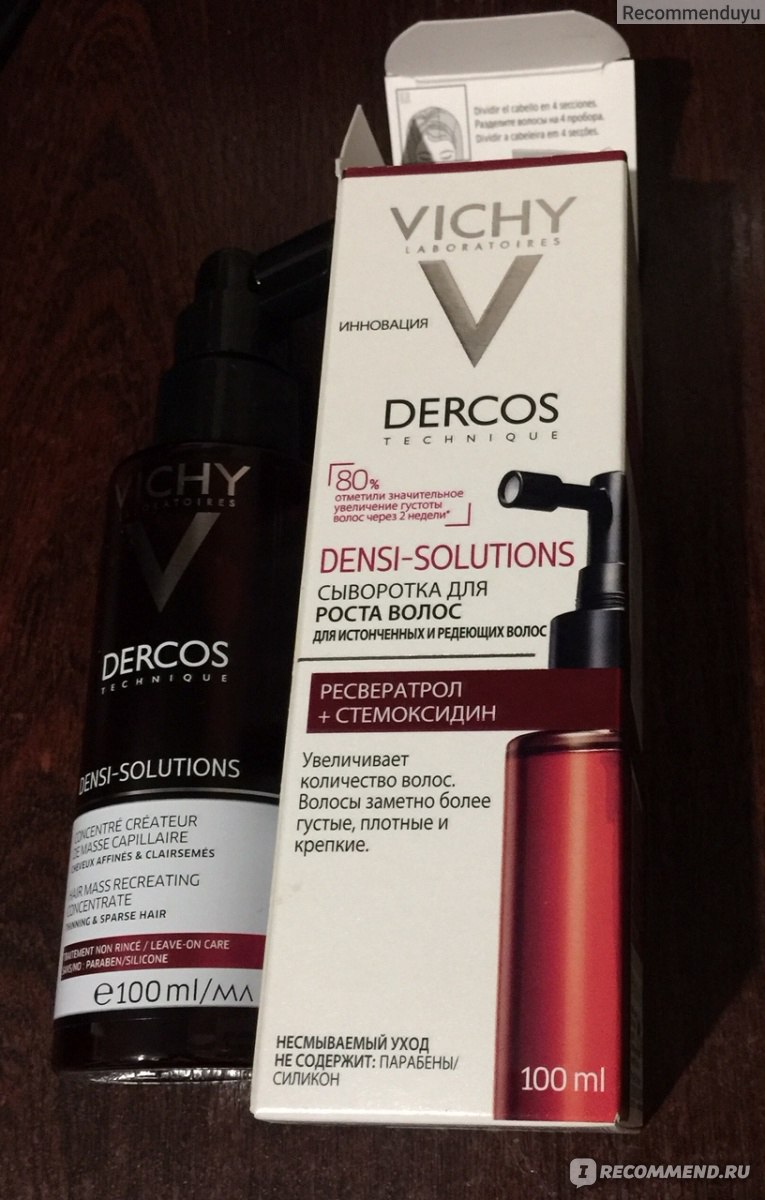 Recommenduyu
Dividir el cabello en 4 secciones.
Разделите волосы на 4 пробора.
Dividir a cabeleira em 4 secções.
VICHY
LABORATOIRES
ИННОВАЦИЯ
DERCOS
TECHNIQUE
80%
отметили значительное
увеличение густоты
волос через 2 недели*
DENSI-SOLUTIONS
СЫВОРОТКА ДЛЯ
РОСТА ВОЛОС
ДЛЯ ИСТОНЧЕННЫХ И РЕДЕЮЩИХ ВОЛОС
РЕСВЕРАТРОЛ
+ СТЕМОКСИДИН
Увеличивает
количество волос.
Волосы заметно более
густые, плотные и
крепкие.
НЕСМЫВАЕМЫЙ УХОД
НЕ СОДЕРЖИТ: ПАРАБЕНЫ/
СИЛИКОН
100 ml
VICHY
LABORATOIRES
DERCOS
TECHNIQUE
DENSI-SOLUTIONS
CONCENTRÉ CRÉATEUR
DE MASSE CAPILLAIRE
CHEVEUX AFFINÉS & CLAIRSEMÉS
HAIR MASS RECREATING
CONCENTRATE
THINNING & SPARSE HAIR
TRAITEMENT NON RINCÉ / LEAVE-ON CARE
SANS/NO : PARABEN/SILICONE
℮100 ml/МЛ
IRECOMMEND.RU